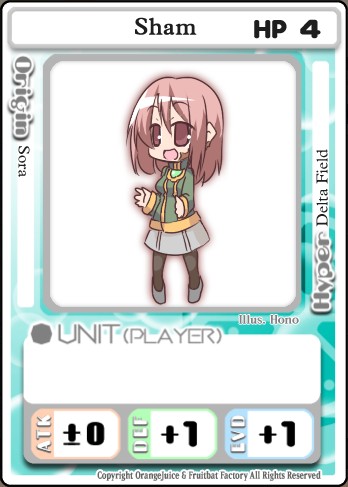 Sham HP 4
Origin
Sora
Hyper Delta Field
Illus. Hono
UNIT (PLAYER)
ATK ±0 DEF +1 EVD +1
Copyright Orangejuice & Fruitbat Factory All Rights Reserved